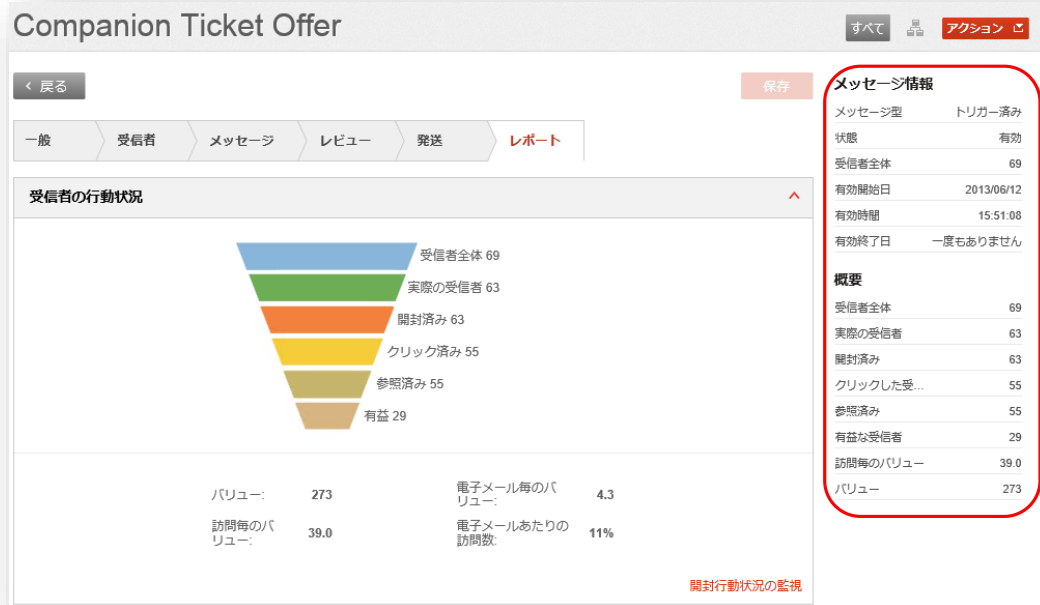 Companion Ticket Offer
すべて
アクション
戻る
保存
一般
受信者
メッセージ
レビュー
発送
レポート
受信者の行動状況
受信者全体 69
実際の受信者 63
開封済み 63
クリック済み 55
参照済み 55
有益 29
バリュー: 273
電子メール毎のバ
リュー: 4.3
訪問毎のバ
リュー: 39.0
電子メールあたりの
訪問数: 11%
開封行動状況の監視
メッセージ情報
メッセージ型 トリガー済み
状態 有効
受信者全体 69
有効開始日 2013/06/12
有効時間 15:51:08
有効終了日 一度もありません
概要
受信者全体 69
実際の受信者 63
開封済み 63
クリックした受... 55
参照済み 55
有益な受信者 29
訪問毎のバリュー 39.0
バリュー 273